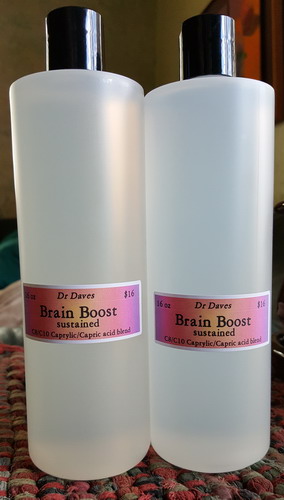 16 oz Dr Daves $16
Brain Boost
sustained
C8/C10 Caprylic/Capric acid blend
16 oz Dr Daves $16
Brain Boost
sustained
C8/C10 Caprylic/Capric acid blend